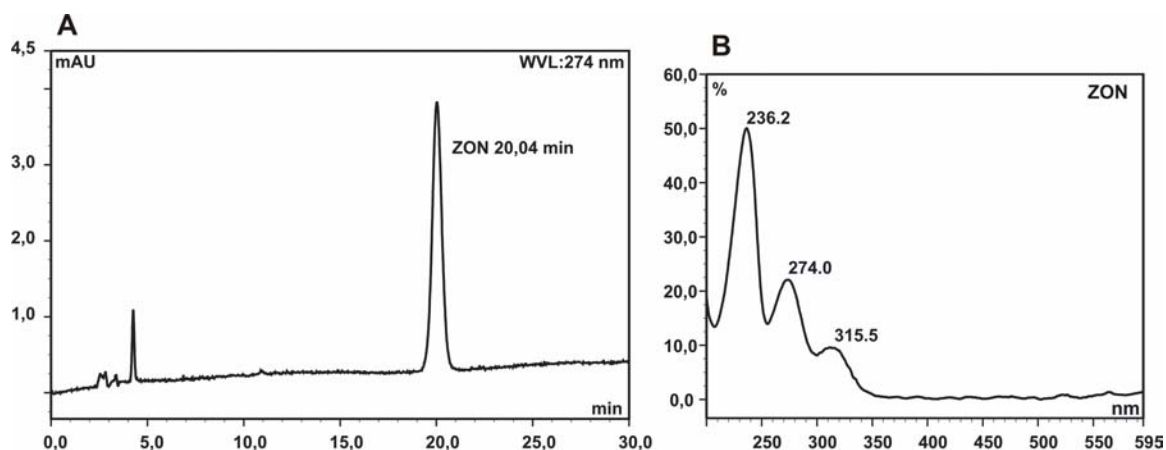 A
4,5
mAU
WVL:274 nm
3,0
ZON 20,04 min
2,0
1,0
min
0,0 5,0 10,0 15,0 20,0 25,0 30,0
B
60,0
%
ZON
50,0
236.2
40,0
30,0
274.0
20,0
315.5
10,0
0,0
nm
250 300 350 400 450 500 550 595